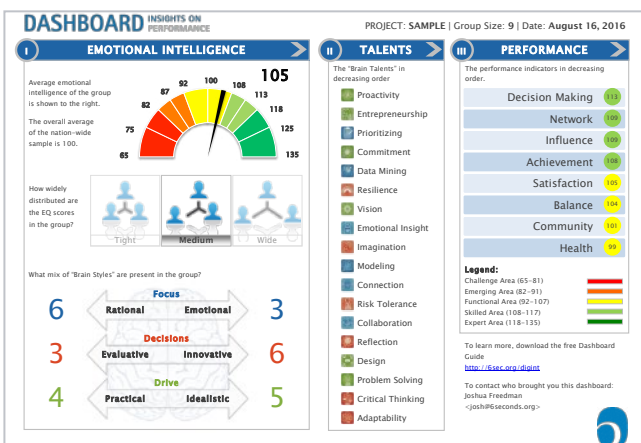 DASHBOARD INSIGHTS ON PERFORMANCE
PROJECT: SAMPLE | Group Size: 9 | Date: August 16, 2016
I EMOTIONAL INTELLIGENCE
Average emotional
intelligence of the group
is shown to the right.
The overall average
of the nation-wide
sample is 100.
105
65
75
82
87
92
100
108
113
118
125
135
How widely
distributed are
the EQ scores
in the group?
Tight
Medium
Wide
What mix of "Brain Styles" are present in the group?
Focus
6 Rational Emotional 3
Decisions
3 Evaluative Innovative 6
Drive
4 Practical Idealistic 5
II TALENTS
The "Brain Talents" in
decreasing order
Proactivity
Entrepreneurship
Prioritizing
Commitment
Data Mining
Resilience
Vision
Emotional Insight
Imagination
Modeling
Connection
Risk Tolerance
Collaboration
Reflection
Design
Problem Solving
Critical Thinking
Adaptability
III PERFORMANCE
The performance indicators in decreasing
order.
Decision Making 113
Network 109
Influence 109
Achievement 108
Satisfaction 105
Balance 104
Community 101
Health 99
Legend:
Challenge Area (65-81)
Emerging Area (82-91)
Functional Area (92-107)
Skilled Area (108-117)
Expert Area (118-135)
To learn more, download the free Dashboard
Guide
http://6sec.org/digint
To contact who brought you this dashboard:
Joshua Freedman
<josh@6seconds.org>